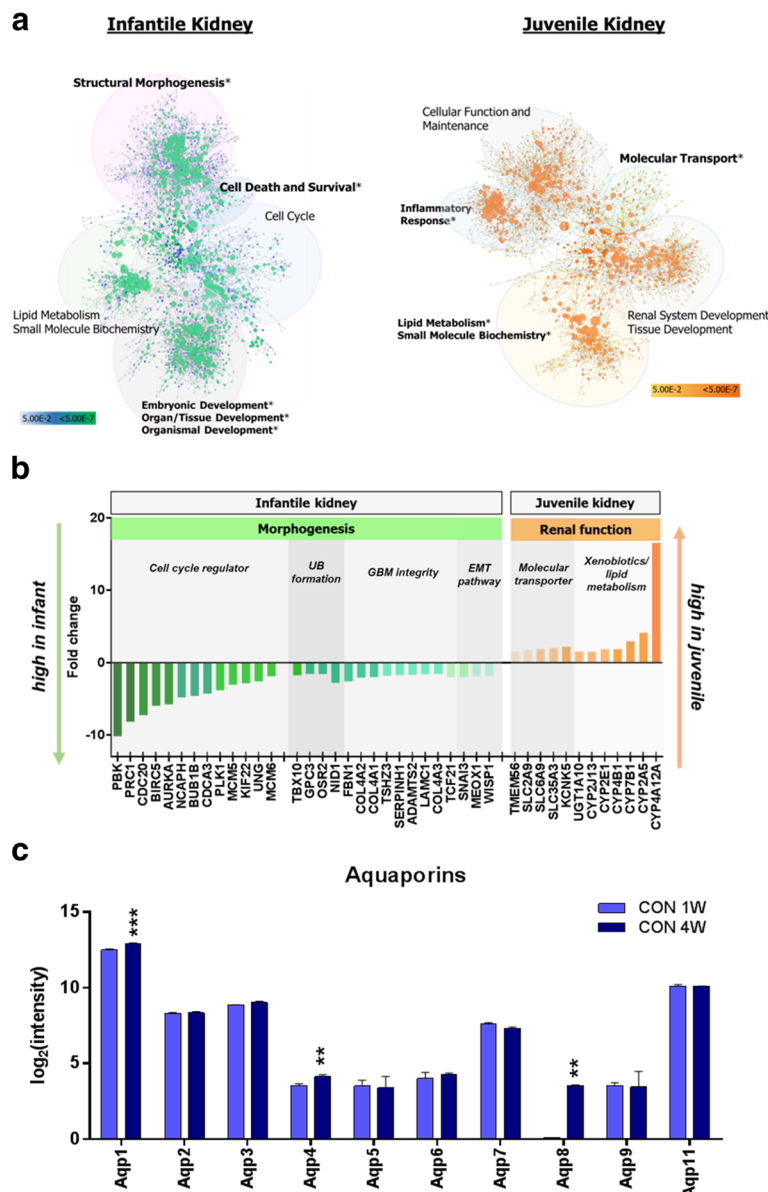 a
Infantile Kidney
Juvenile Kidney
Structural Morphogenesis*
Cell Death and Survival*
Cell Cycle
Lipid Metabolism
Small Molecule Biochemistry
Embryonic Development*
Organ/Tissue Development*
Organismal Development*
5.00E-2 <5.00E-7
Cellular Function and
Maintenance
Molecular Transport*
Inflammatory
Response*
Lipid Metabolism*
Small Molecule Biochemistry*
Renal System Development
Tissue Development
5.00E-2 <5.00E-7
b
Infantile kidney
Juvenile kidney
Morphogenesis
Renal function
Cell cycle regulator
UB
formation
GBM integrity
EMT
pathway
Molecular
transporter
Xenobiotics/
lipid
metabolism
high in infant
Fold change
20
10
0
-10
high in juvenile
PBK
PRC1
CDC20
BIRC5
AURKA
NCAPH
BUB1B
CDCA3
PLK1
MCM5
KIF22
UNG
MCM6
TBX10
GPC3
OSR2
NID1
FBN1
COL4A2
COL4A1
TSHZ3
SERPINH1
ADAMTS2
LAMC1
COL4A3
TCF21
SNAI3
MEOX1
WISP1
TMEM56
SLC2A9
SLC6A9
SLC35A3
KCNK5
UGT1A10
CYP2J13
CYP2E1
CYP4B1
CYP7B1
CYP2A5
CYP4A12A
c
Aquaporins
CON 1W
CON 4W
log2(intensity)
15
10
5
0
***
**
**
Aqp1
Aqp2
Aqp3
Aqp4
Aqp5
Aqp6
Aqp7
Aqp8
Aqp9
Aqp11